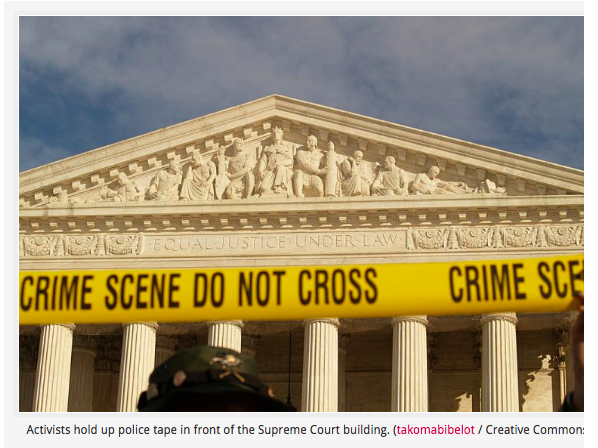 EQUAL JUSTICE UNDER LAW
CRIME SCENE DO NOT CROSS CRIME SCE
Activists hold up police tape in front of the Supreme Court building. (takomabibelot / Creative Commons